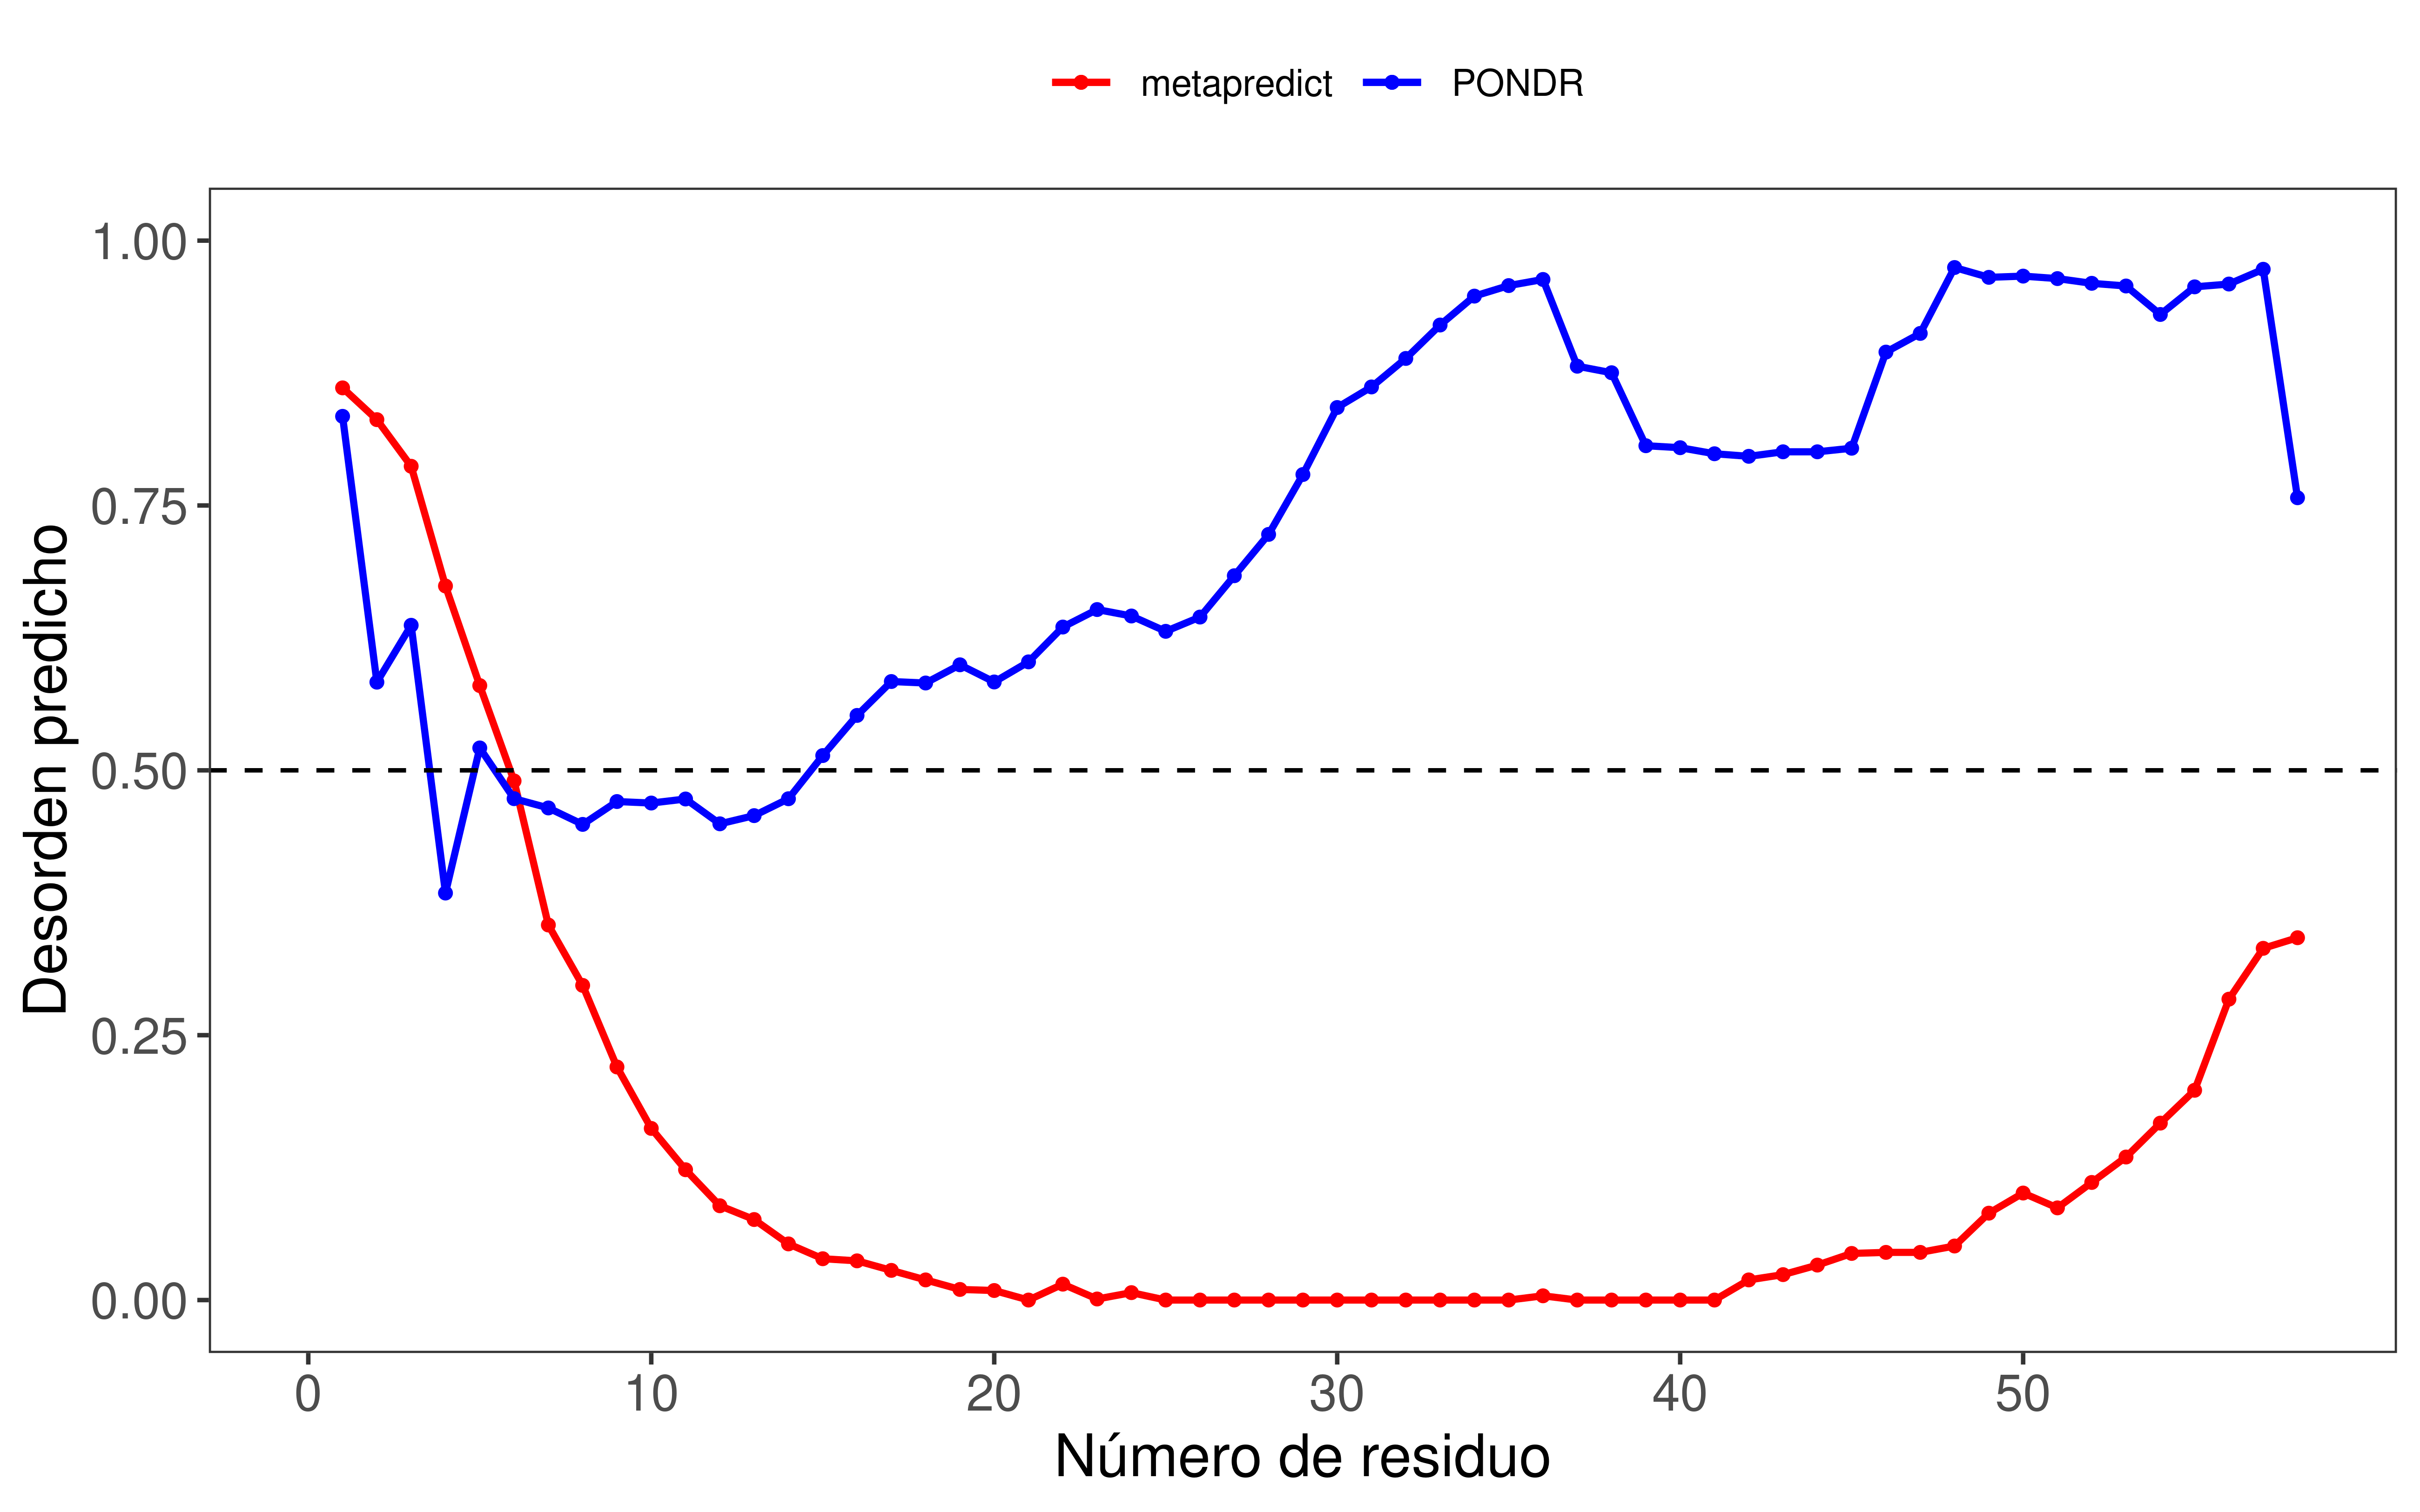 metapredict PONDR
1.00
0.75
0.50
0.25
0.00
Desorden predicho
0 10 20 30 40 50
Número de residuo